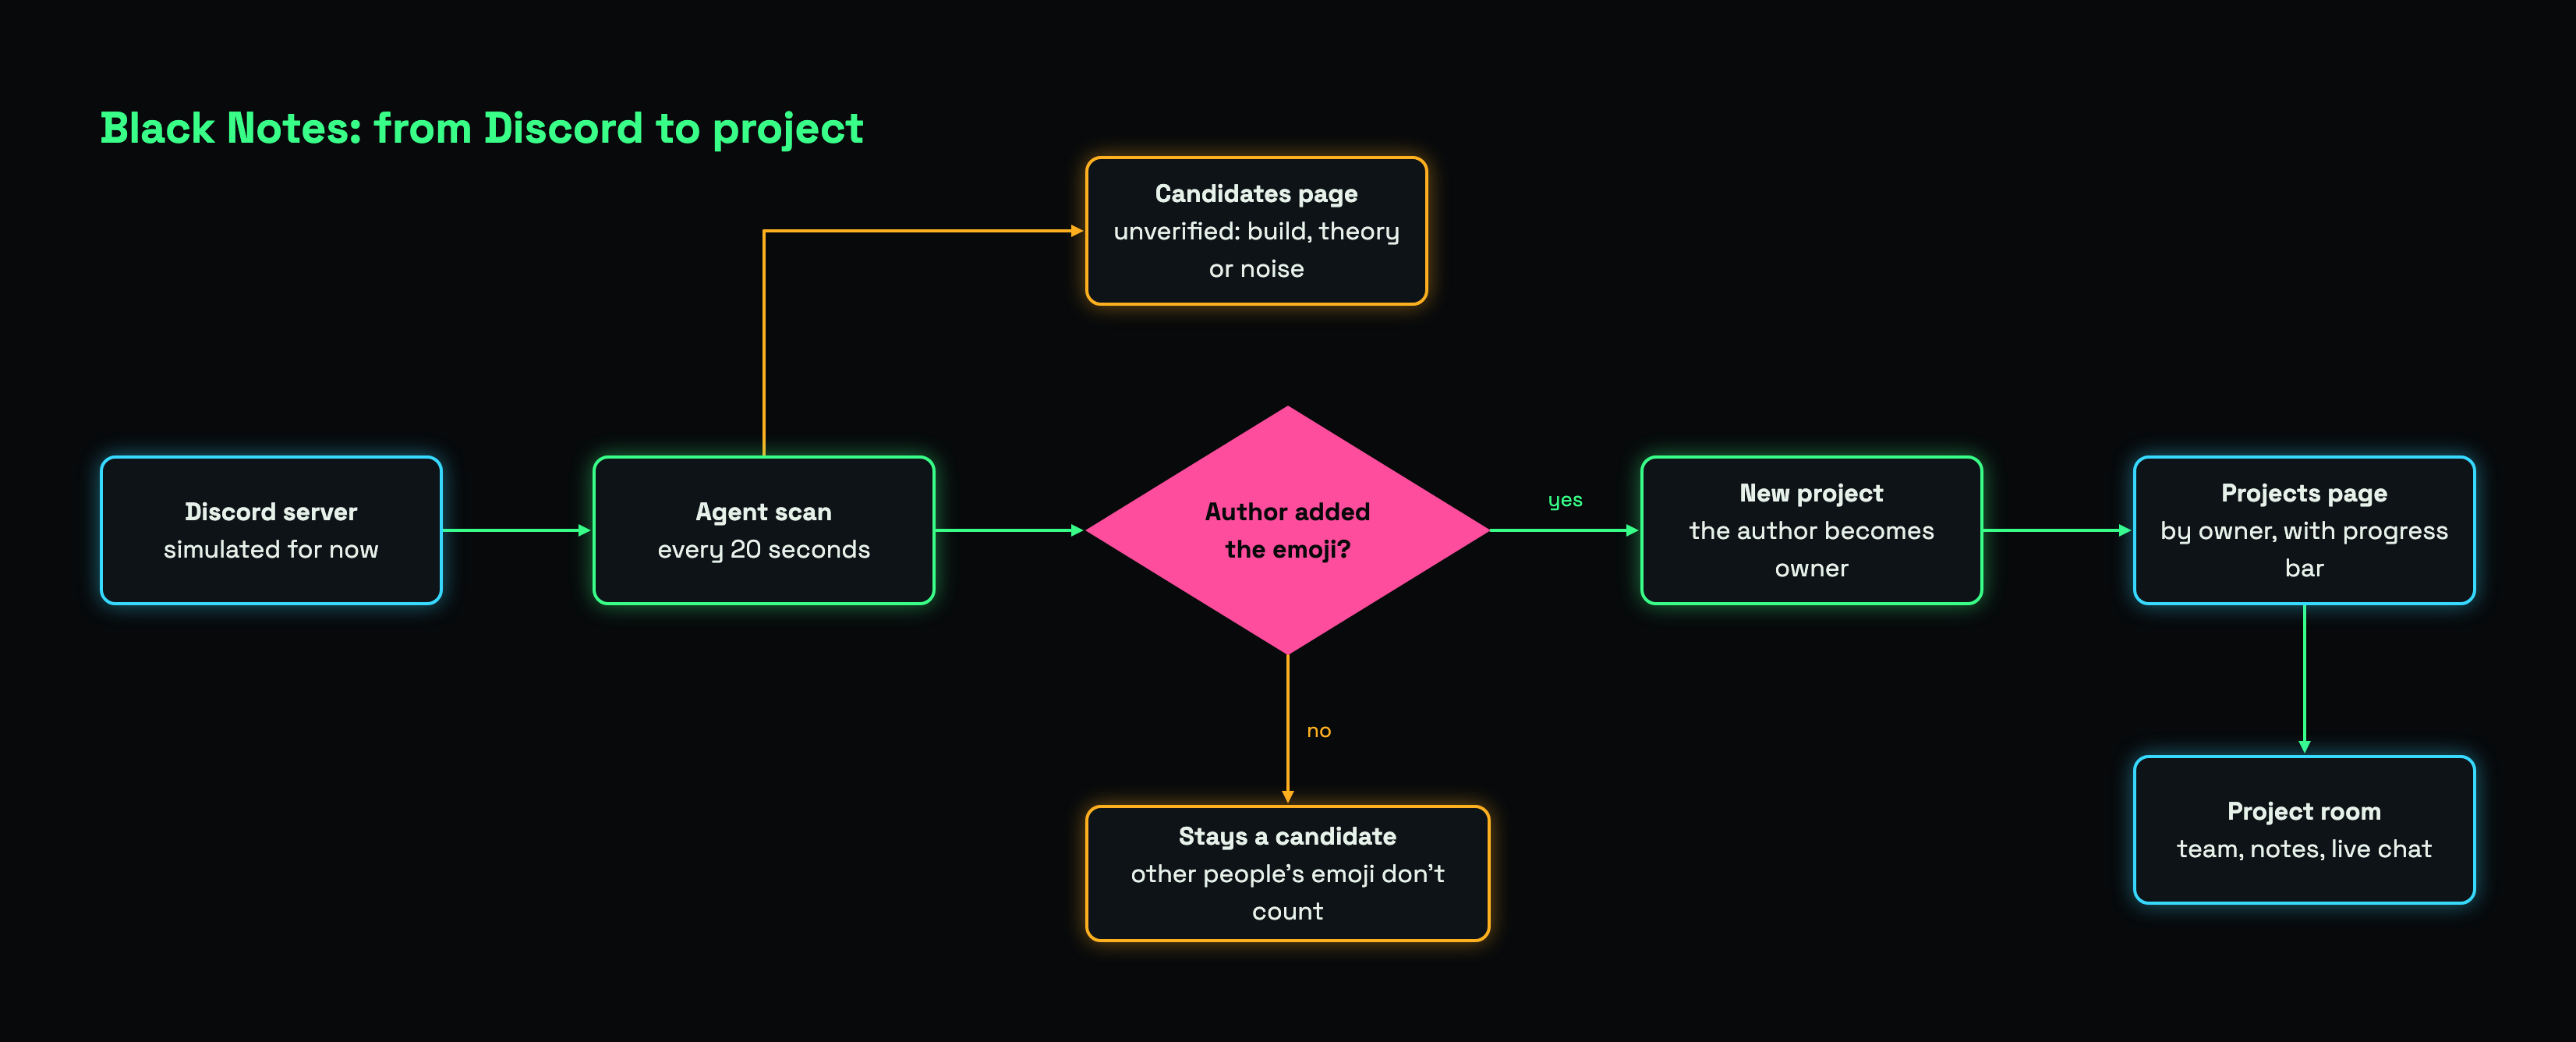 Black Notes: from Discord to project
Candidates page
unverified: build, theory
or noise
Discord server
simulated for now
Agent scan
every 20 seconds
Author added
the emoji?
yes
New project
the author becomes
owner
Projects page
by owner, with progress
bar
no
Stays a candidate
other people’s emoji don’t
count
Project room
team, notes, live chat